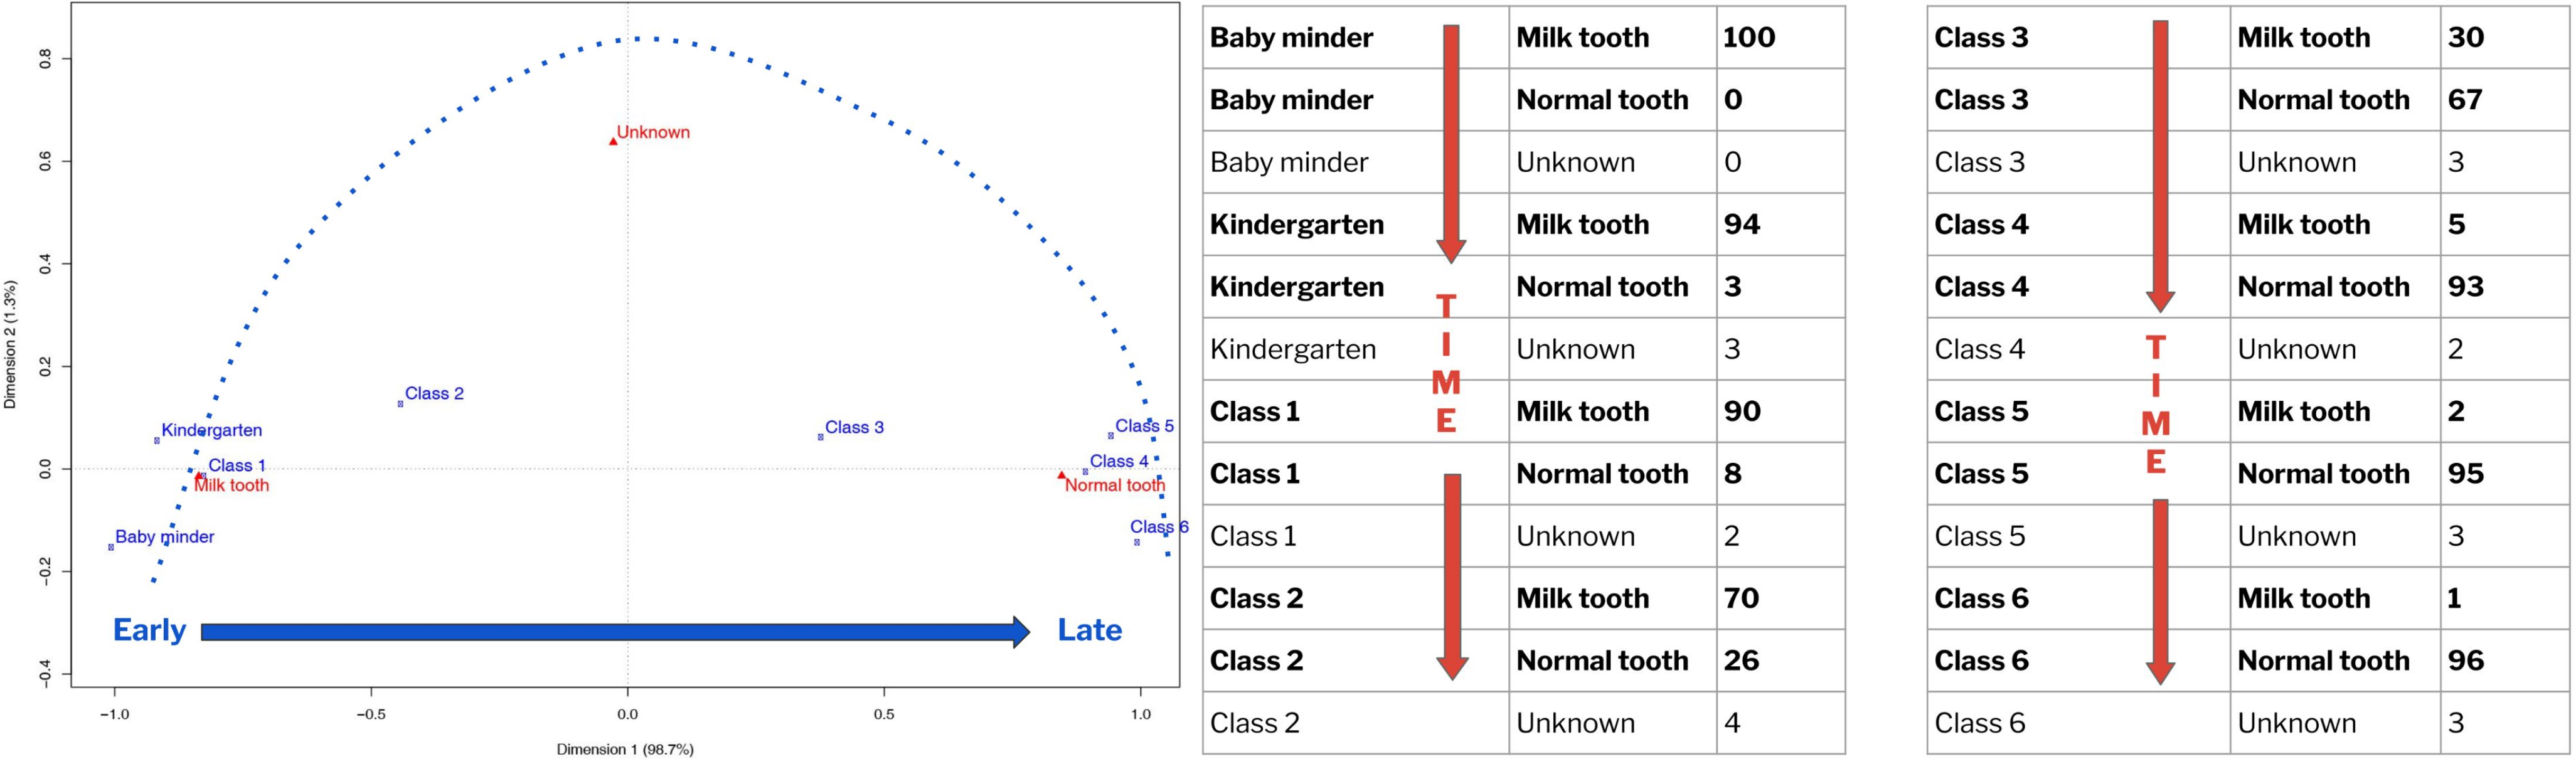 0.8
0.6
0.4
0.2
0.0
−0.2
−0.4
Dimension 2 (1.3%)
Unknown
Class 2
Kindergarten
Class 1
Milk tooth
Baby minder
Class 3
Class 5
Class 4
Normal tooth
Class 6
Early
Late
−1.0
−0.5
0.0
0.5
1.0
Dimension 1 (98.7%)
Baby minder Milk tooth 100
Baby minder Normal tooth 0
Baby minder Unknown 0
Kindergarten Milk tooth 94
Kindergarten Normal tooth 3
Kindergarten Unknown 3
Class 1 Milk tooth 90
Class 1 Normal tooth 8
Class 1 Unknown 2
Class 2 Milk tooth 70
Class 2 Normal tooth 26
Class 2 Unknown 4
TIME
Class 3 Milk tooth 30
Class 3 Normal tooth 67
Class 3 Unknown 3
Class 4 Milk tooth 5
Class 4 Normal tooth 93
Class 4 Unknown 2
Class 5 Milk tooth 2
Class 5 Normal tooth 95
Class 5 Unknown 3
Class 6 Milk tooth 1
Class 6 Normal tooth 96
Class 6 Unknown 3
TIME